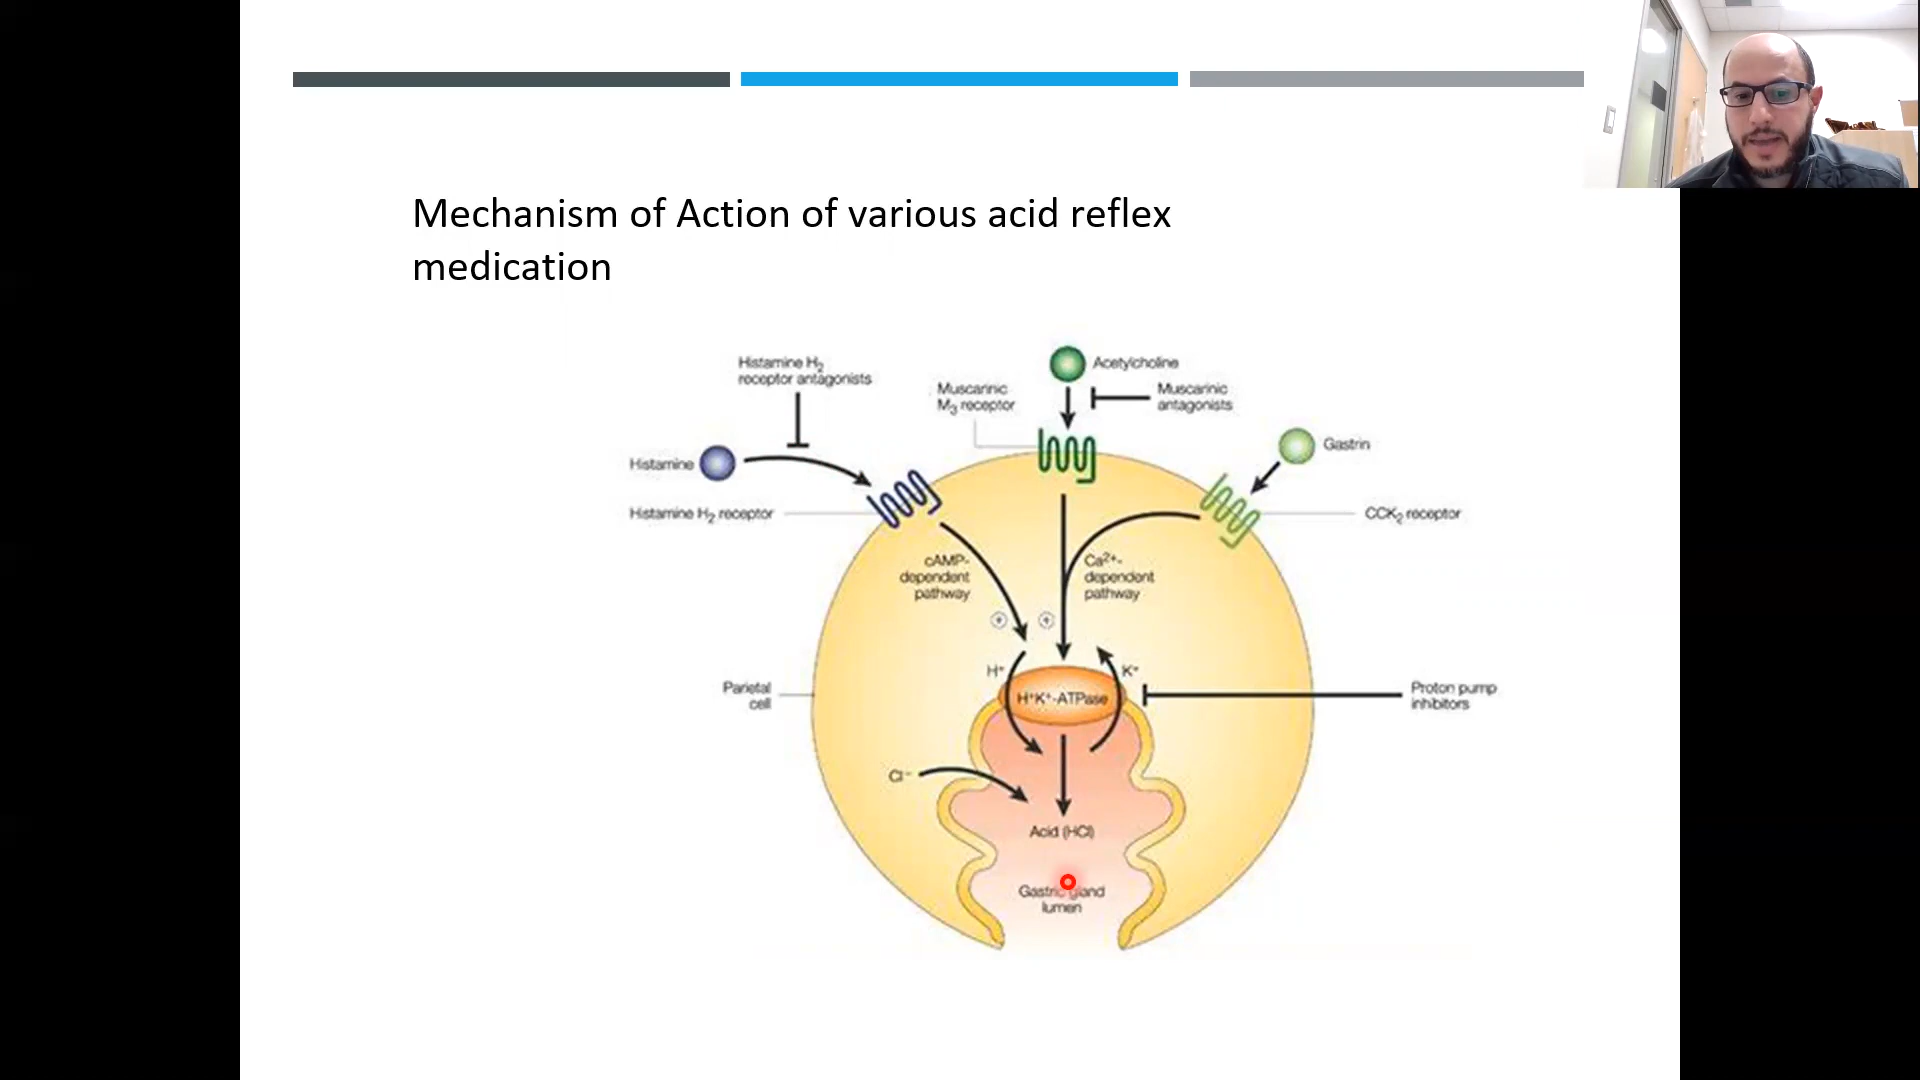 Mechanism of Action of various acid reflex
medication
Histamine H₂
receptor antagonists
Acetylcholine
Muscarinic
M₃ receptor
Muscarinic
antagonists
Gastrin
Histamine
Histamine H₂ receptor
CCK₂ receptor
cAMP-
dependent
pathway
Ca²⁺-
dependent
pathway
+
+
H⁺
K⁺
H⁺K⁺-ATPase
Parietal
cell
Proton pump
inhibitors
Cl⁻
Acid (HCl)
Gastric gland
lumen